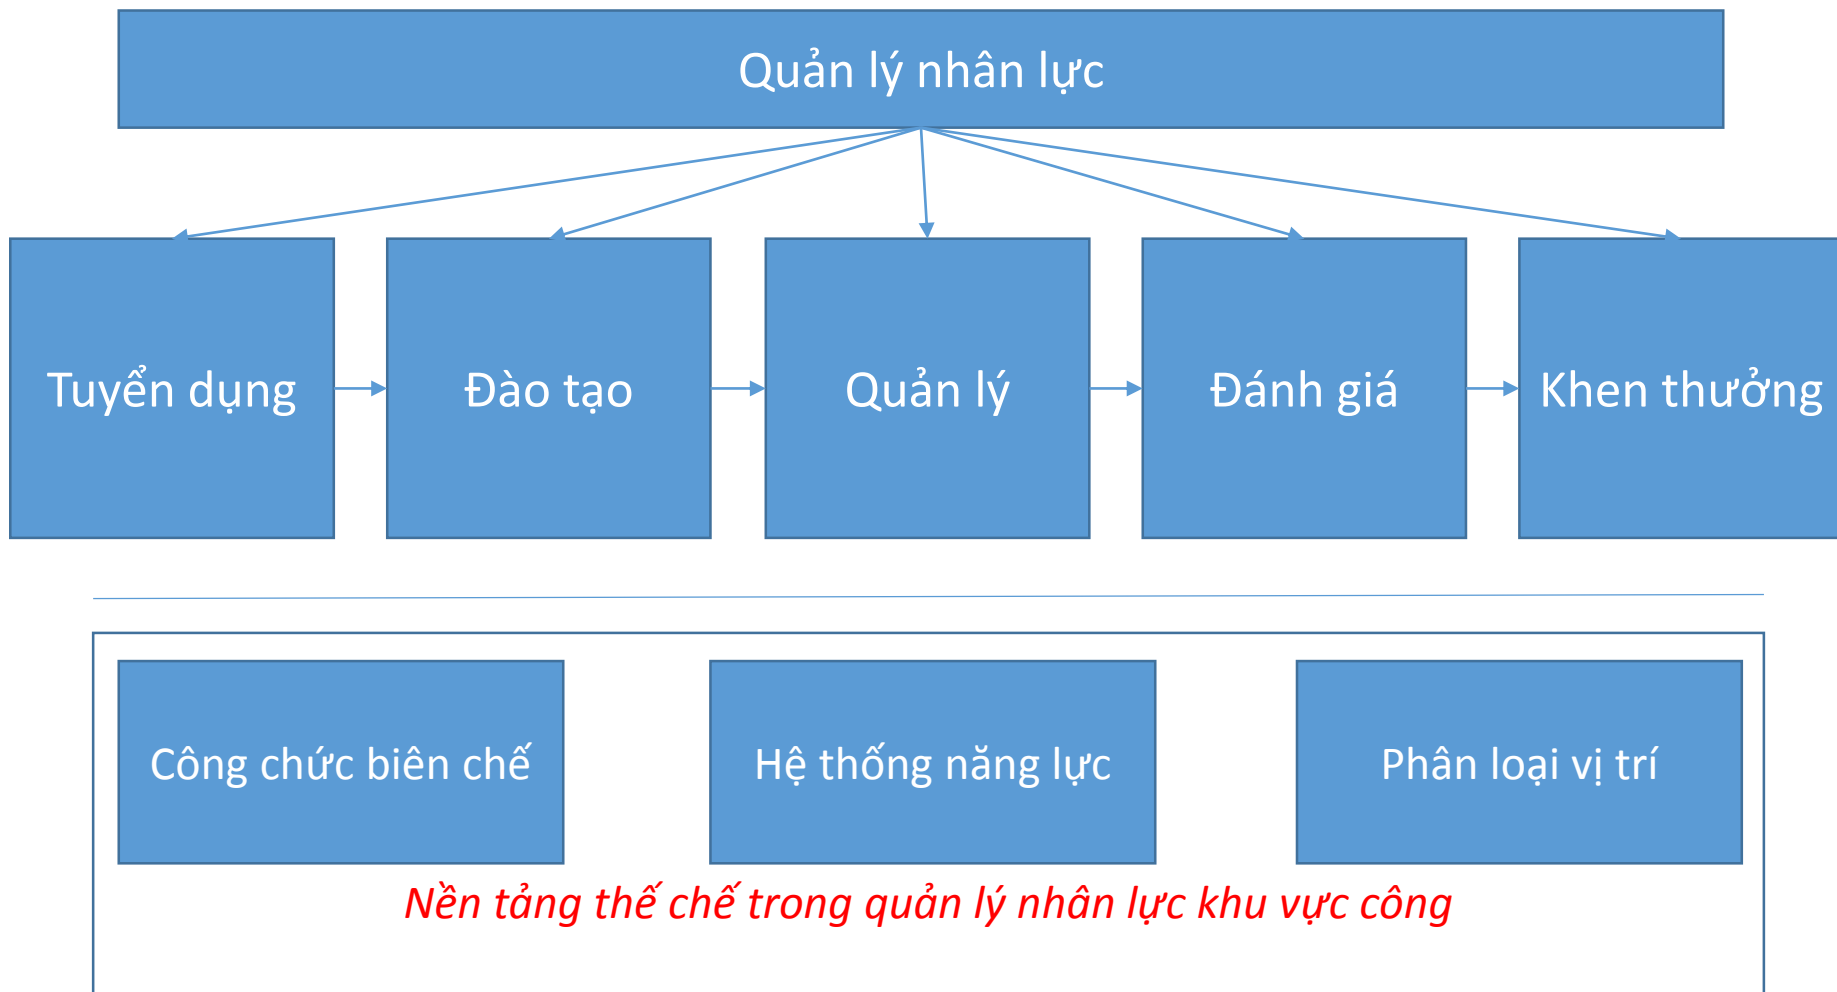 Quản lý nhân lực
Tuyển dụng
Đào tạo
Quản lý
Đánh giá
Khen thưởng
Công chức biên chế
Hệ thống năng lực
Phân loại vị trí
Nền tảng thế chế trong quản lý nhân lực khu vực công